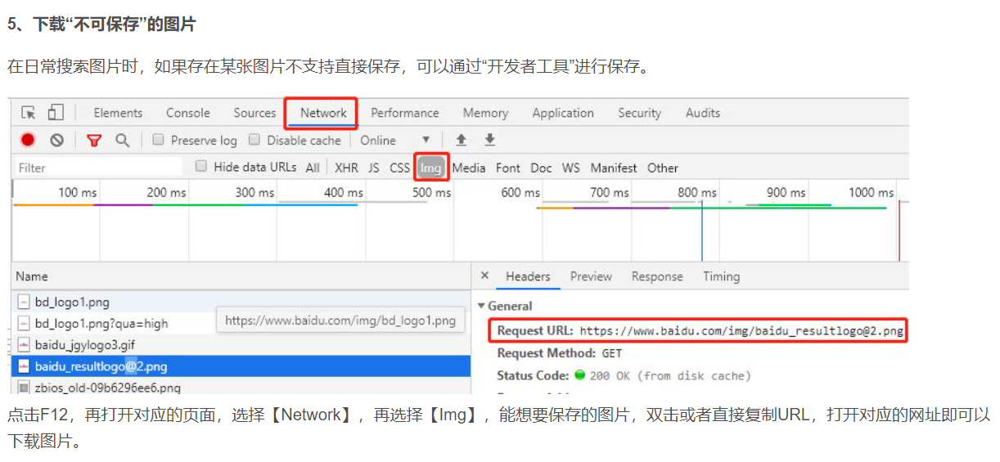 5、下载“不可保存”的图片
在日常搜索图片时，如果存在某张图片不支持直接保存，可以通过“开发者工具”进行保存。
Elements Console Sources Network Performance Memory Application Security Audits
Preserve log Disable cache Online
Filter Hide data URLs All XHR JS CSS Img Media Font Doc WS Manifest Other
100 ms 200 ms 300 ms 400 ms 500 ms 600 ms 700 ms 800 ms 900 ms 1000 ms
Name × Headers Preview Response Timing
bd_logo1.png
General
bd_logo1.png?qua=high
https://www.baidu.com/img/bd_logo1.png
Request URL: https://www.baidu.com/img/baidu_resultlogo@2.png
baidu_jgylogo3.gif
Request Method: GET
baidu_resultlogo@2.png
Status Code: 200 OK (from disk cache)
zbios_old-09b6296ee6.png
点击F12，再打开对应的页面，选择【Network】，再选择【Img】，能想要保存的图片，双击或者直接复制URL，打开对应的网址即可以
下载图片。